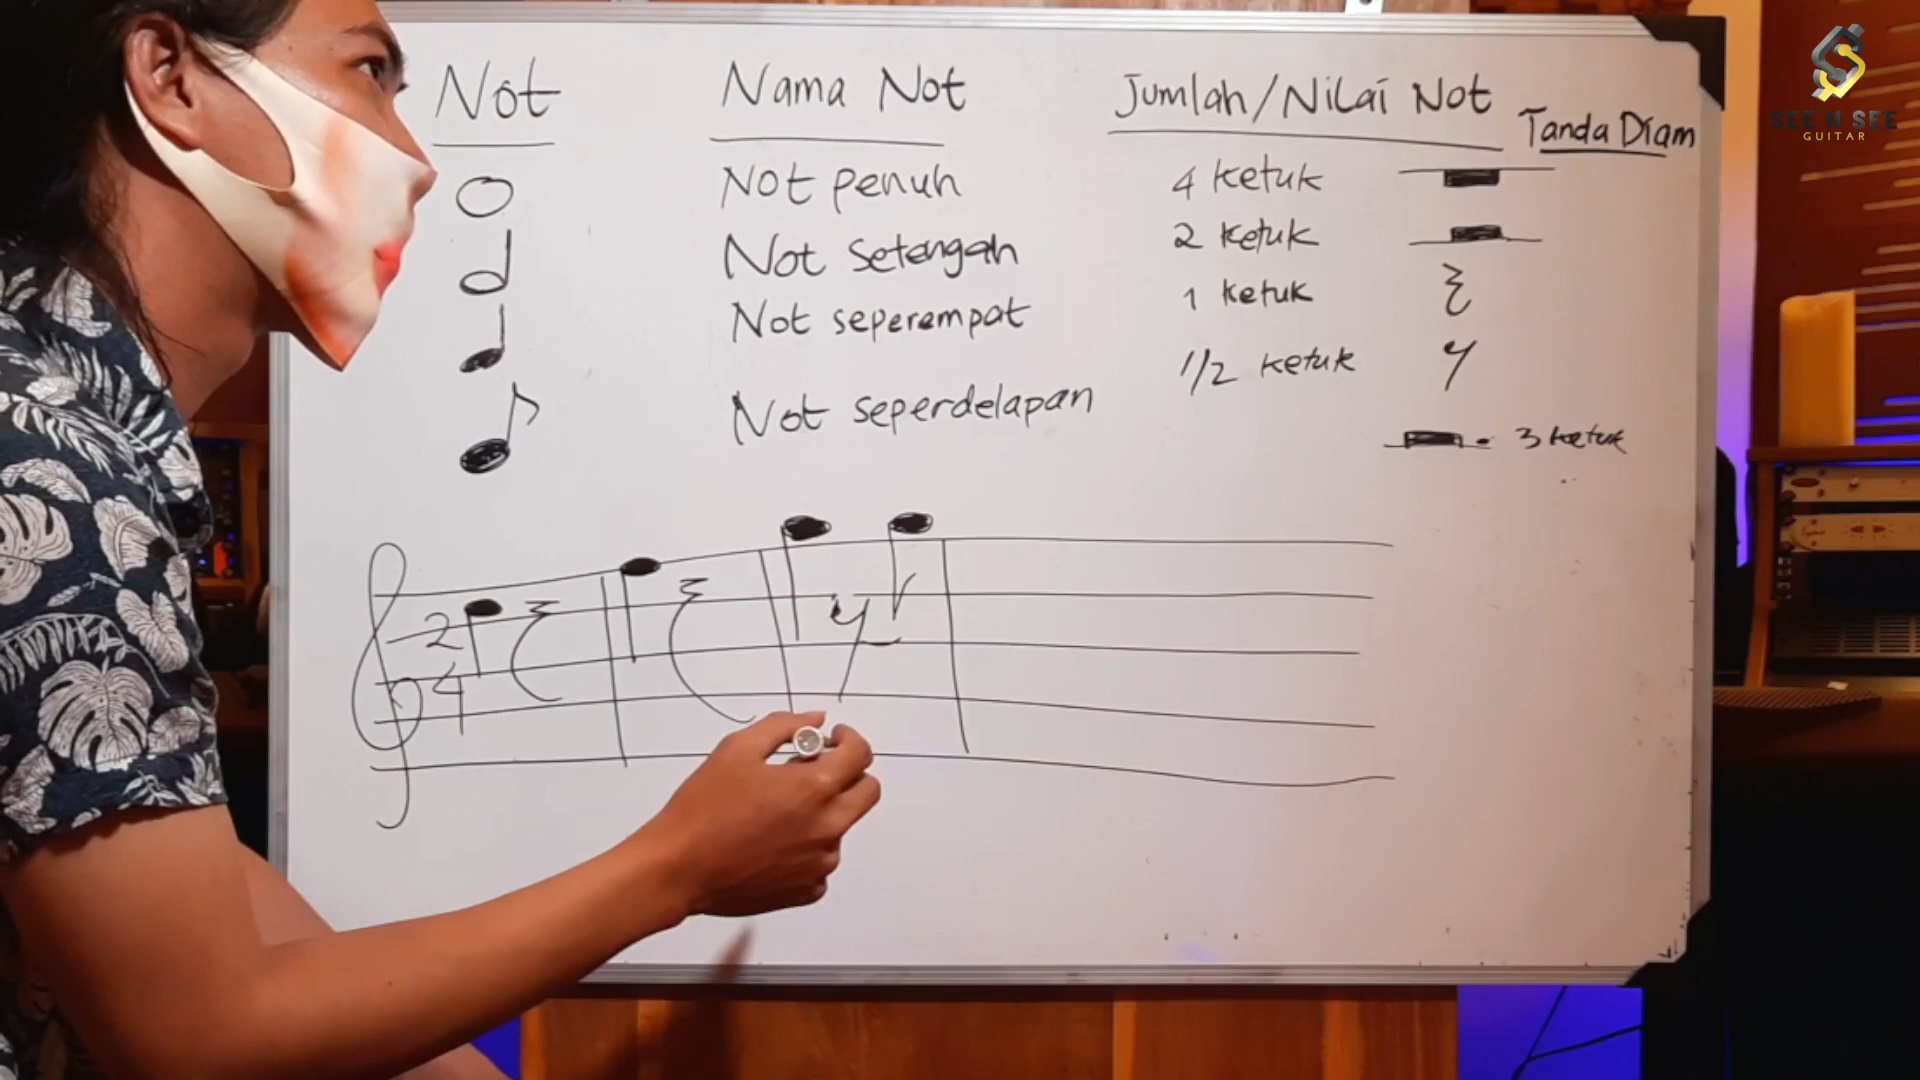 Not Nama Not Jumlah/Nilai Not Tanda Diam
Not penuh 4 ketuk
Not setengah 2 ketuk
Not seperempat 1 ketuk
Not seperdelapan 1/2 ketuk
3 ketuk
2
4
SEE N SEE
GUITAR